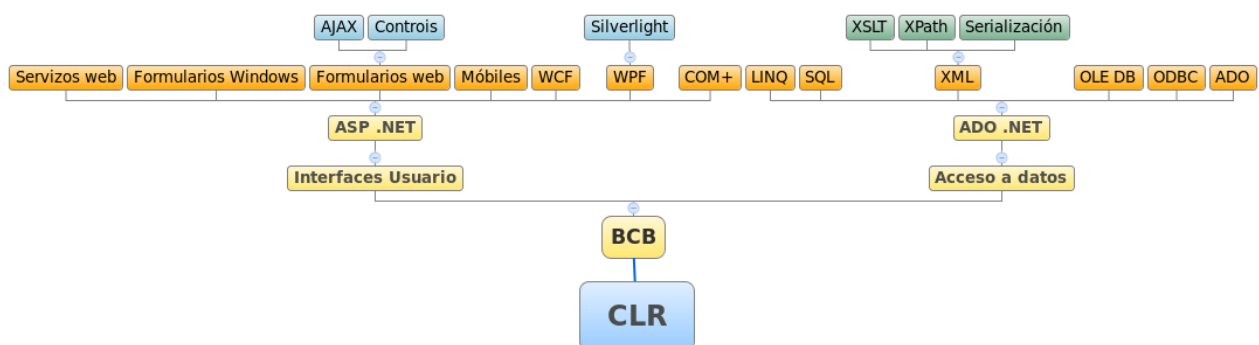 AJAX Controis Silverlight XSLT XPath Serialización
Servizos web Formularios Windows Formularios web Móbiles WCF WPF COM+ LINQ SQL XML OLE DB ODBC ADO
ASP .NET ADO .NET
Interfaces Usuario Acceso a datos
BCB
CLR